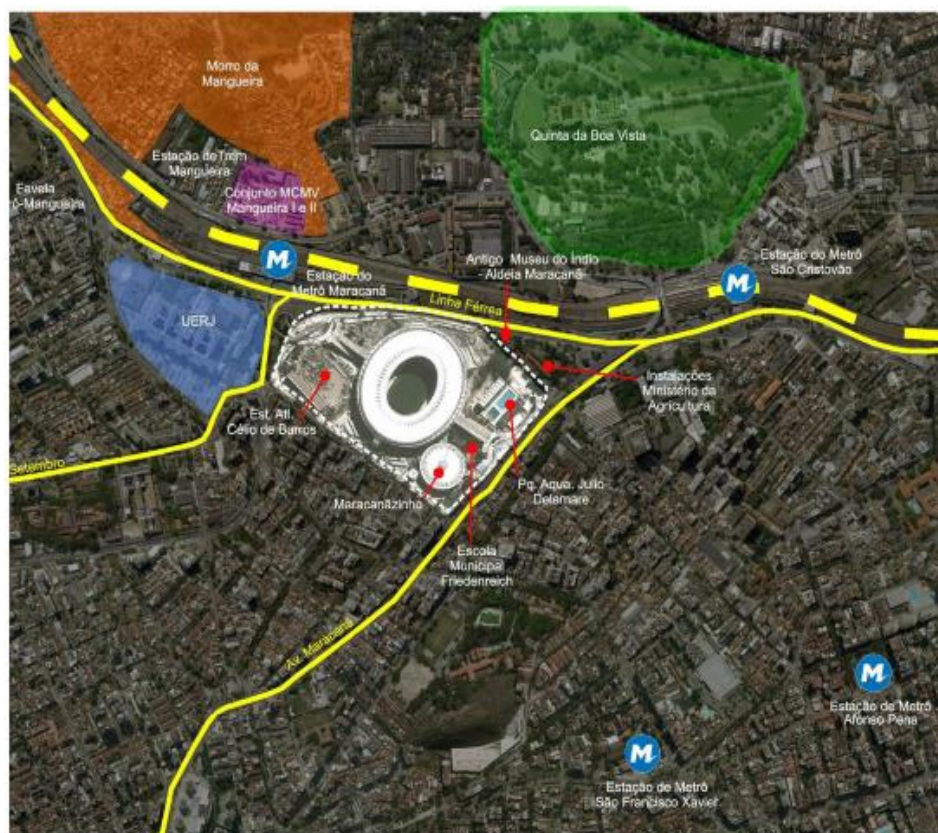 Morro da
Mangueira
Quinta da Boa Vista
Estação de Trem
Mangueira
Favela
ô-Mangueira
Conjunto MCMV
Mangueira I e II
Antigo Museu do Índio
- Aldeia Maracanã
Estação do Metrô
São Cristovão
M
M
Estação do
Metrô Maracanã
Linha Férrea
UERJ
Instalações
Ministério da
Agricultura
Est. Atl.
Célio de Barros
Setembro
Maracanãzinho
Pq. Aqua. Julio
Delamare
Escola
Municipal
Friedenreich
Av. Maracanã
M
Estação de Metrô
Afonso Pena
M
Estação de Metrô
São Francisco Xavier